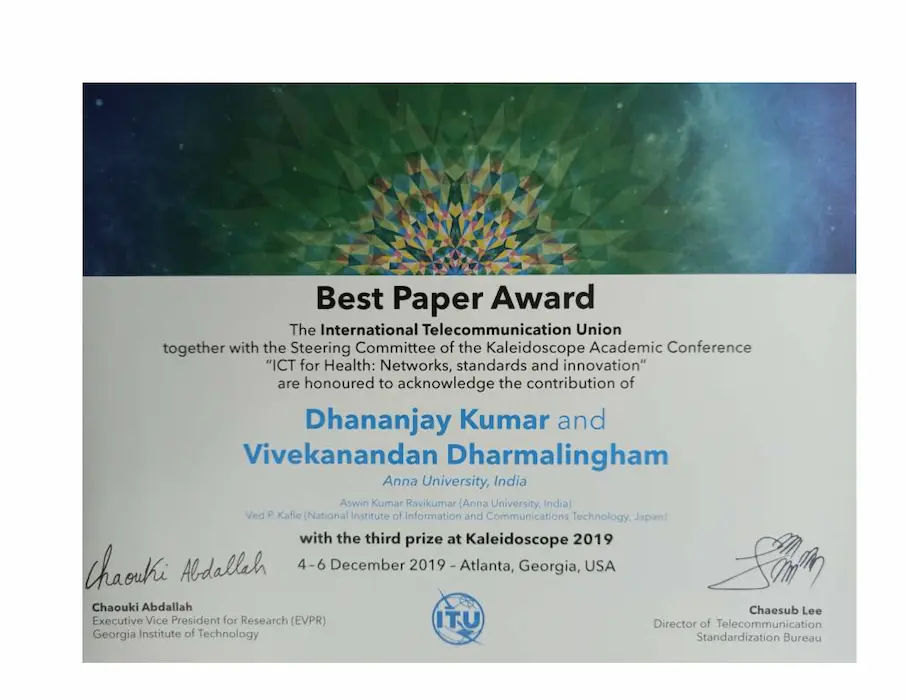 Best Paper Award
The International Telecommunication Union
together with the Steering Committee of the Kaleidoscope Academic Conference
"ICT for Health: Networks, standards and innovation"
are honoured to acknowledge the contribution of
Dhananjay Kumar and
Vivekanandan Dharmalingham
Anna University, India
Aswin Kumar Ravikumar (Anna University, India)
Ved P. Kafle (National Institute of Information and Communications Technology, Japan)
with the third prize at Kaleidoscope 2019
4–6 December 2019 – Atlanta, Georgia, USA
Chaouki Abdallah
Chaouki Abdallah
Executive Vice President for Research (EVPR)
Georgia Institute of Technology
ITU
Chaesub Lee
Director of Telecommunication
Standardization Bureau